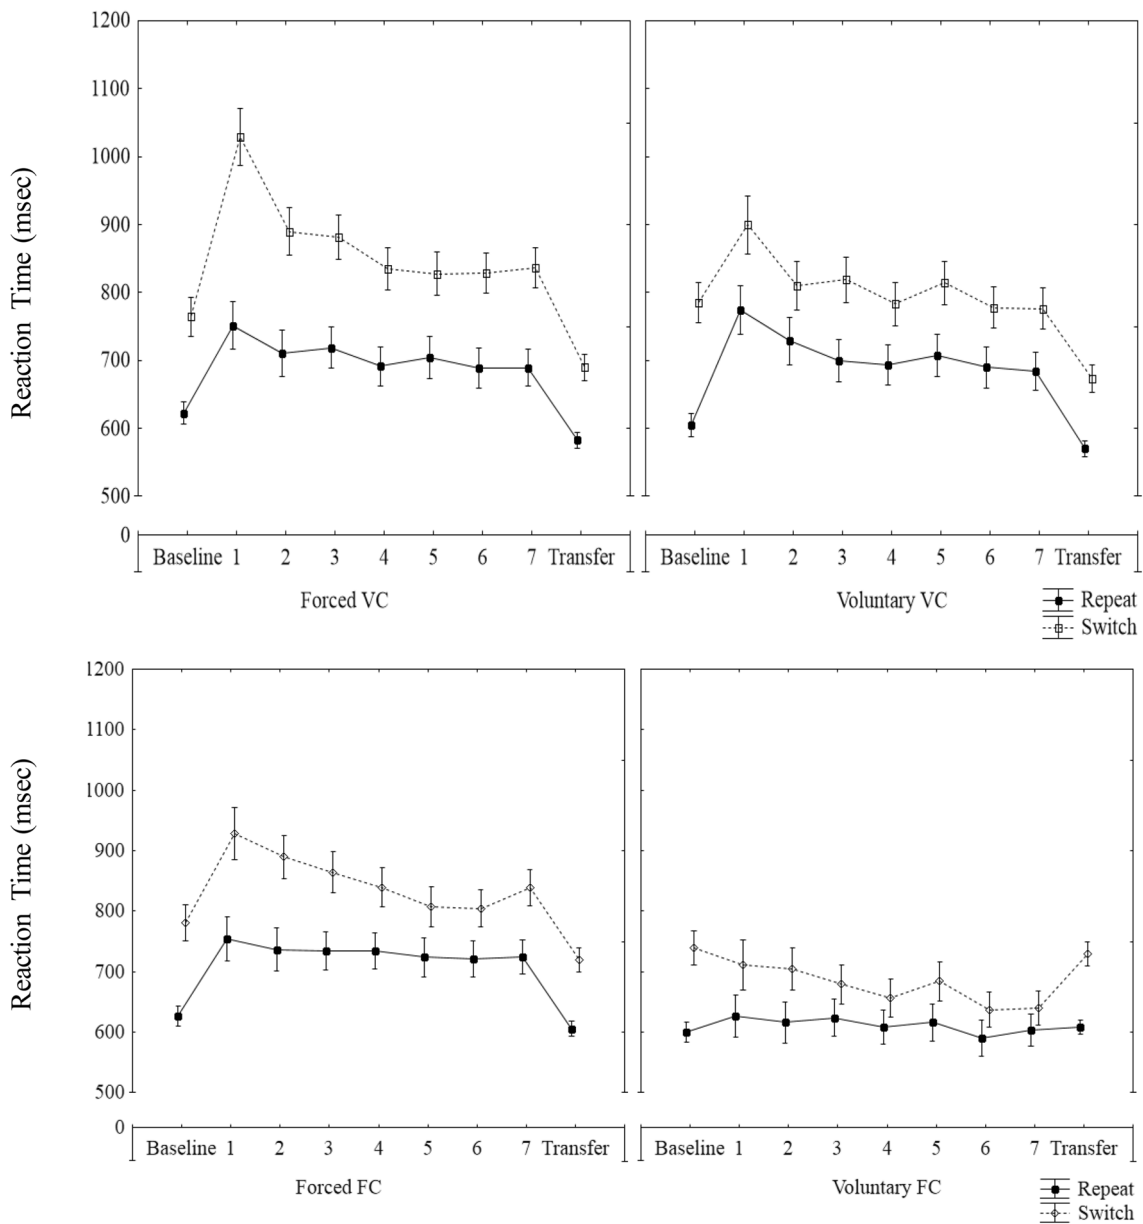 1200
1100
1000
900
800
700
600
500
0
Reaction Time (msec)
Baseline 1 2 3 4 5 6 7 Transfer
Baseline 1 2 3 4 5 6 7 Transfer
Forced VC
Voluntary VC
Repeat
Switch
1200
1100
1000
900
800
700
600
500
0
Reaction Time (msec)
Baseline 1 2 3 4 5 6 7 Transfer
Baseline 1 2 3 4 5 6 7 Transfer
Forced FC
Voluntary FC
Repeat
Switch